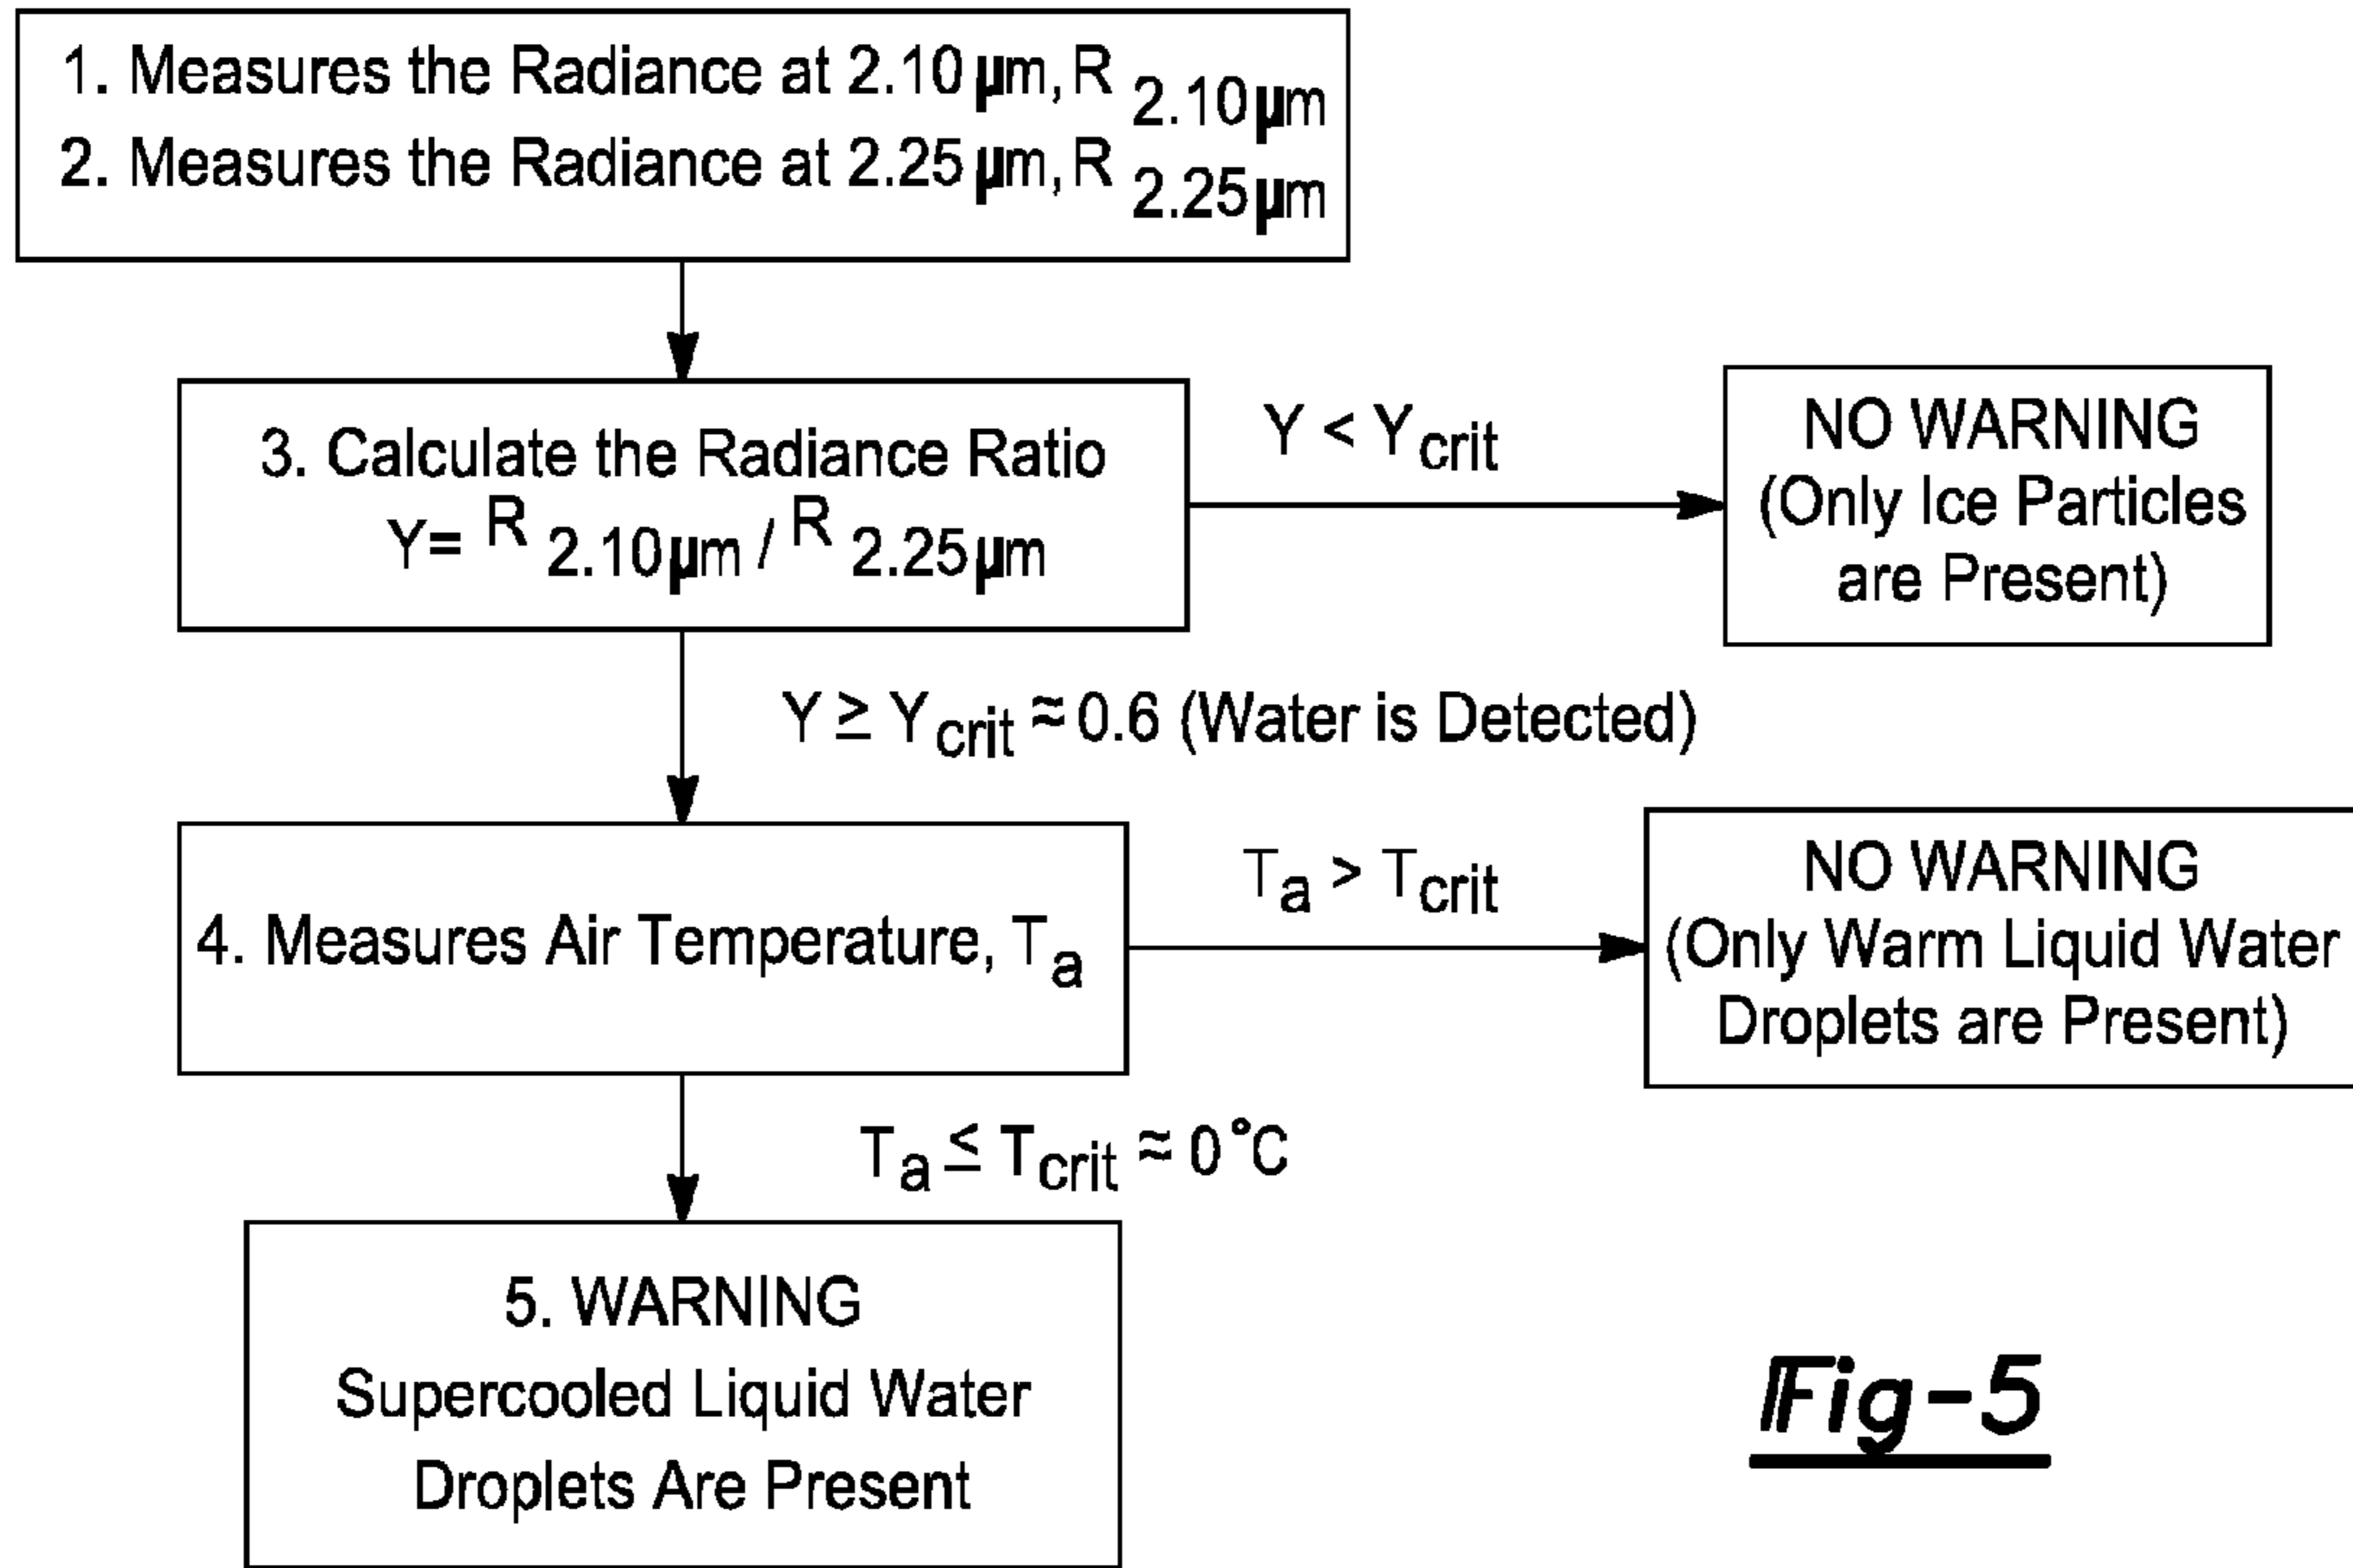 1. Measures the Radiance at 2.10 µm, R 2.10µm
2. Measures the Radiance at 2.25 µm, R 2.25µm
3. Calculate the Radiance Ratio
Y= R 2.10µm / R 2.25µm
Y < Ycrit
NO WARNING
(Only Ice Particles
are Present)
Y ≥ Ycrit ≈ 0.6 (Water is Detected)
4. Measures Air Temperature, Ta
Ta > Tcrit
NO WARNING
(Only Warm Liquid Water
Droplets are Present)
Ta ≤ Tcrit ≈ 0°C
5. WARNING
Supercooled Liquid Water
Droplets Are Present
Fig-5